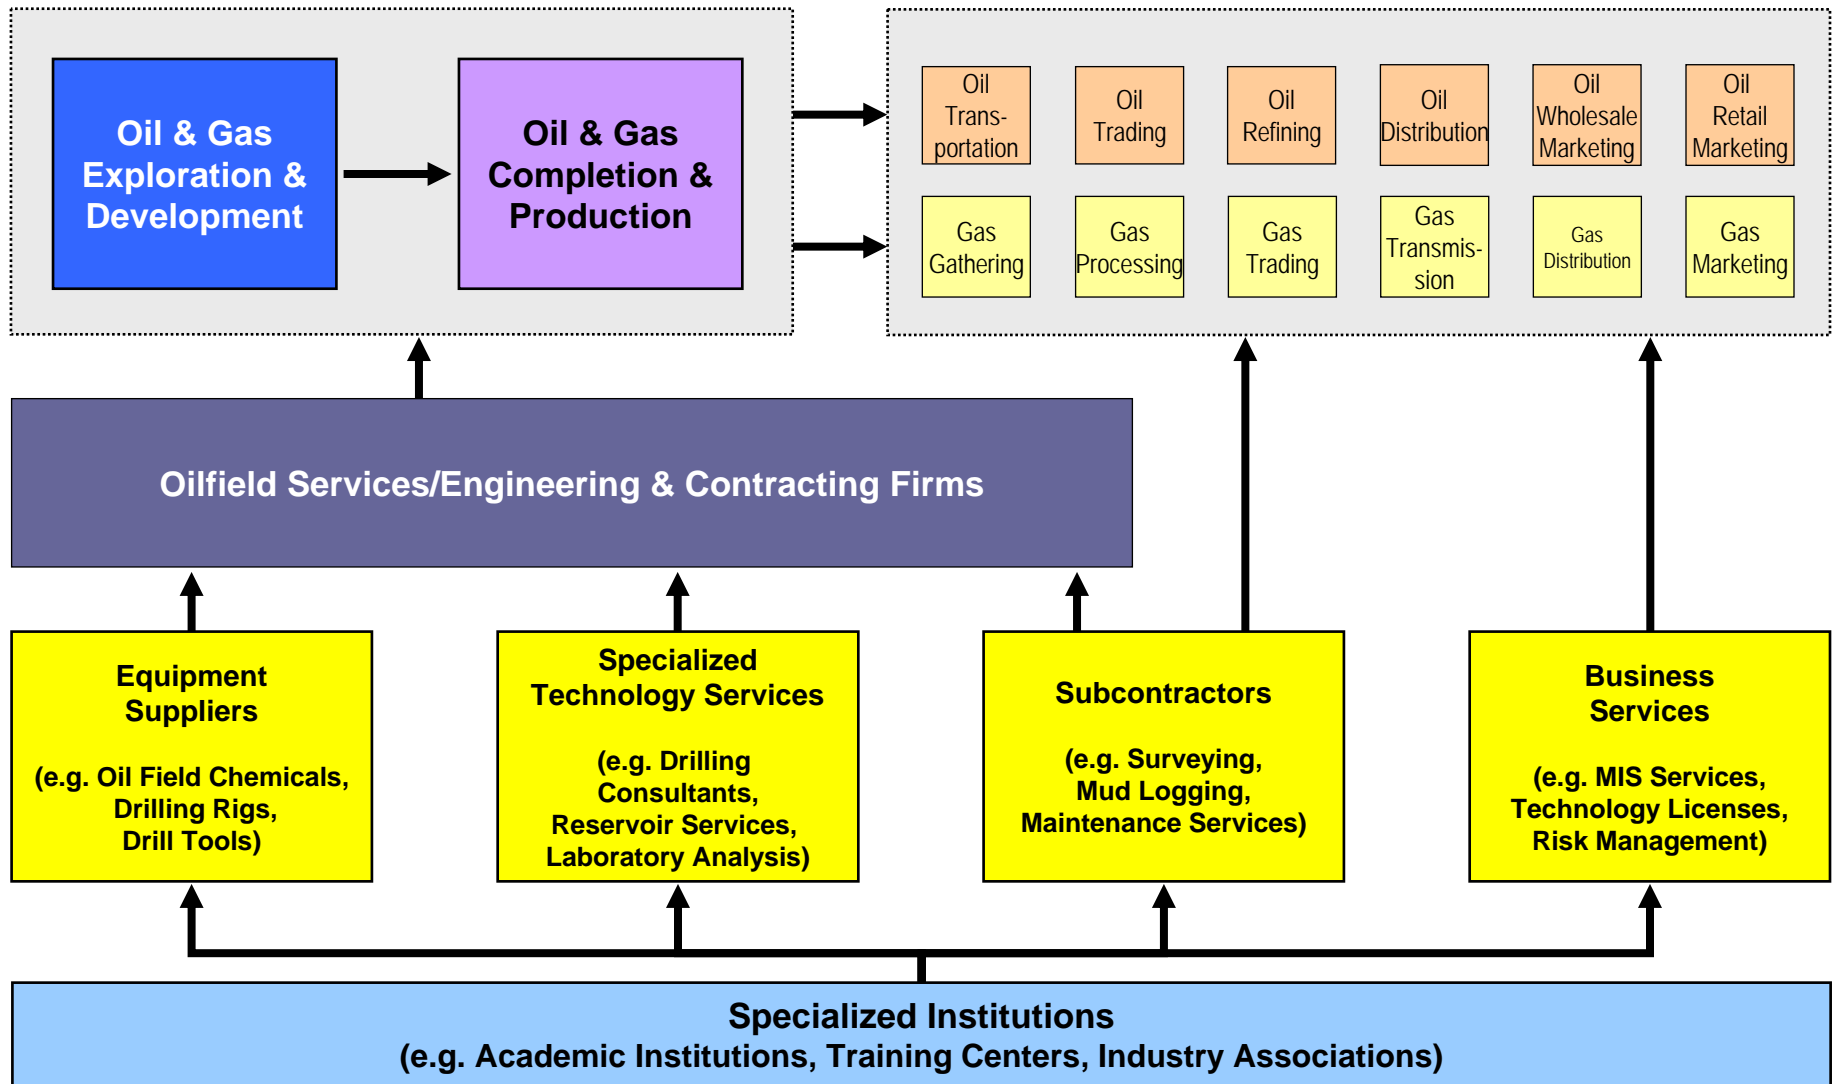 Oil & Gas
Exploration &
Development
Oil & Gas
Completion &
Production
Oil
Trans-
portation
Oil
Trading
Oil
Refining
Oil
Distribution
Oil
Wholesale
Marketing
Oil
Retail
Marketing
Gas
Gathering
Gas
Processing
Gas
Trading
Gas
Transmis-
sion
Gas
Distribution
Gas
Marketing
Oilfield Services/Engineering & Contracting Firms
Equipment
Suppliers
(e.g. Oil Field Chemicals,
Drilling Rigs,
Drill Tools)
Specialized
Technology Services
(e.g. Drilling
Consultants,
Reservoir Services,
Laboratory Analysis)
Subcontractors
(e.g. Surveying,
Mud Logging,
Maintenance Services)
Business
Services
(e.g. MIS Services,
Technology Licenses,
Risk Management)
Specialized Institutions
(e.g. Academic Institutions, Training Centers, Industry Associations)